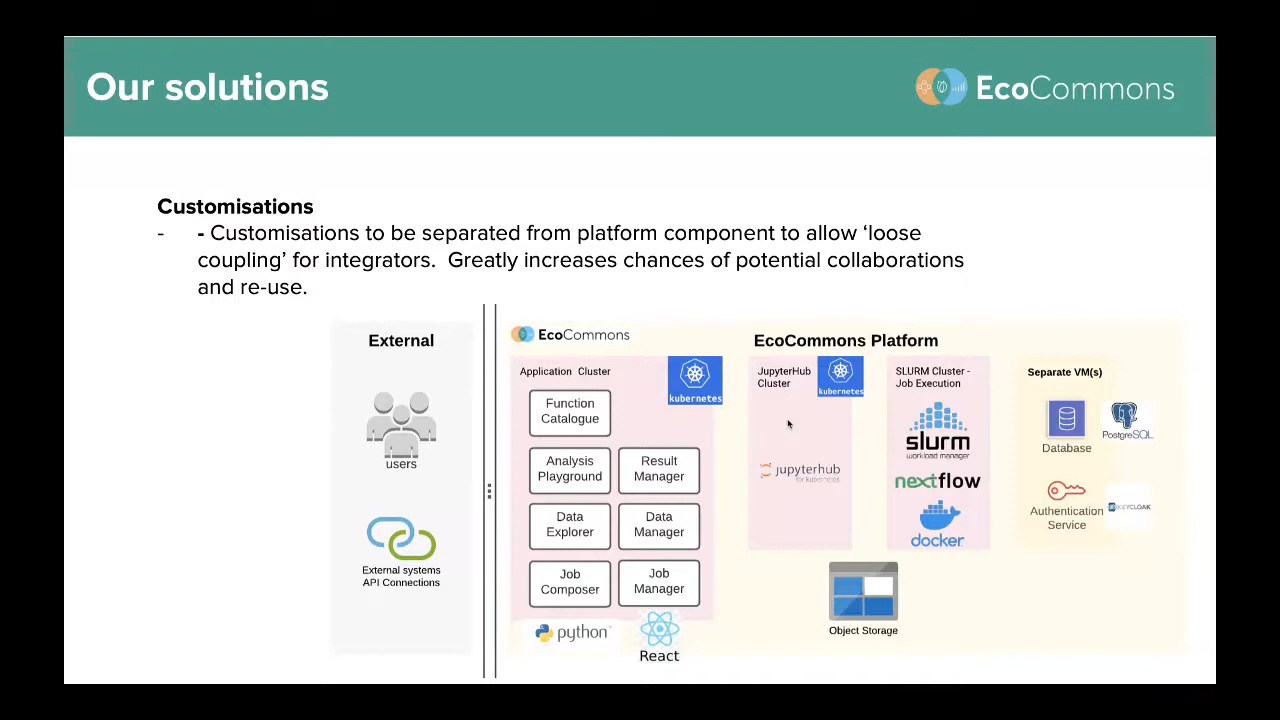 Our solutions
EcoCommons
Customisations
- - Customisations to be separated from platform component to allow ‘loose
coupling’ for integrators.  Greatly increases chances of potential collaborations
and re-use.
External
users
External systems
API Connections
EcoCommons
EcoCommons Platform
Application Cluster
kubernetes
Function
Catalogue
Analysis
Playground
Result
Manager
Data
Explorer
Data
Manager
Job
Composer
Job
Manager
python
React
JupyterHub
Cluster
kubernetes
jupyterhub
for kubernetes
SLURM Cluster -
Job Execution
slurm
workload manager
nextflow
docker
Object Storage
Separate VM(s)
Database
PostgreSQL
Authentication
Service
KEYCLOAK